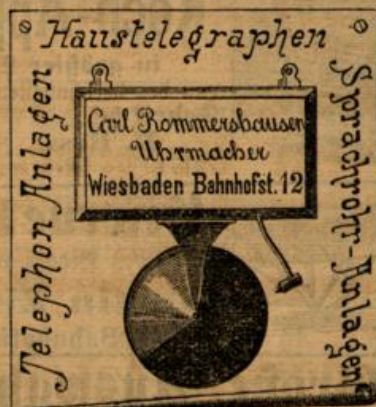 Haustelegraphen
Telephon Anlagen
Carl Rommershausen
Uhrmacher
Wiesbaden Bahnhofst. 12
Sprachrohr-Anlagen